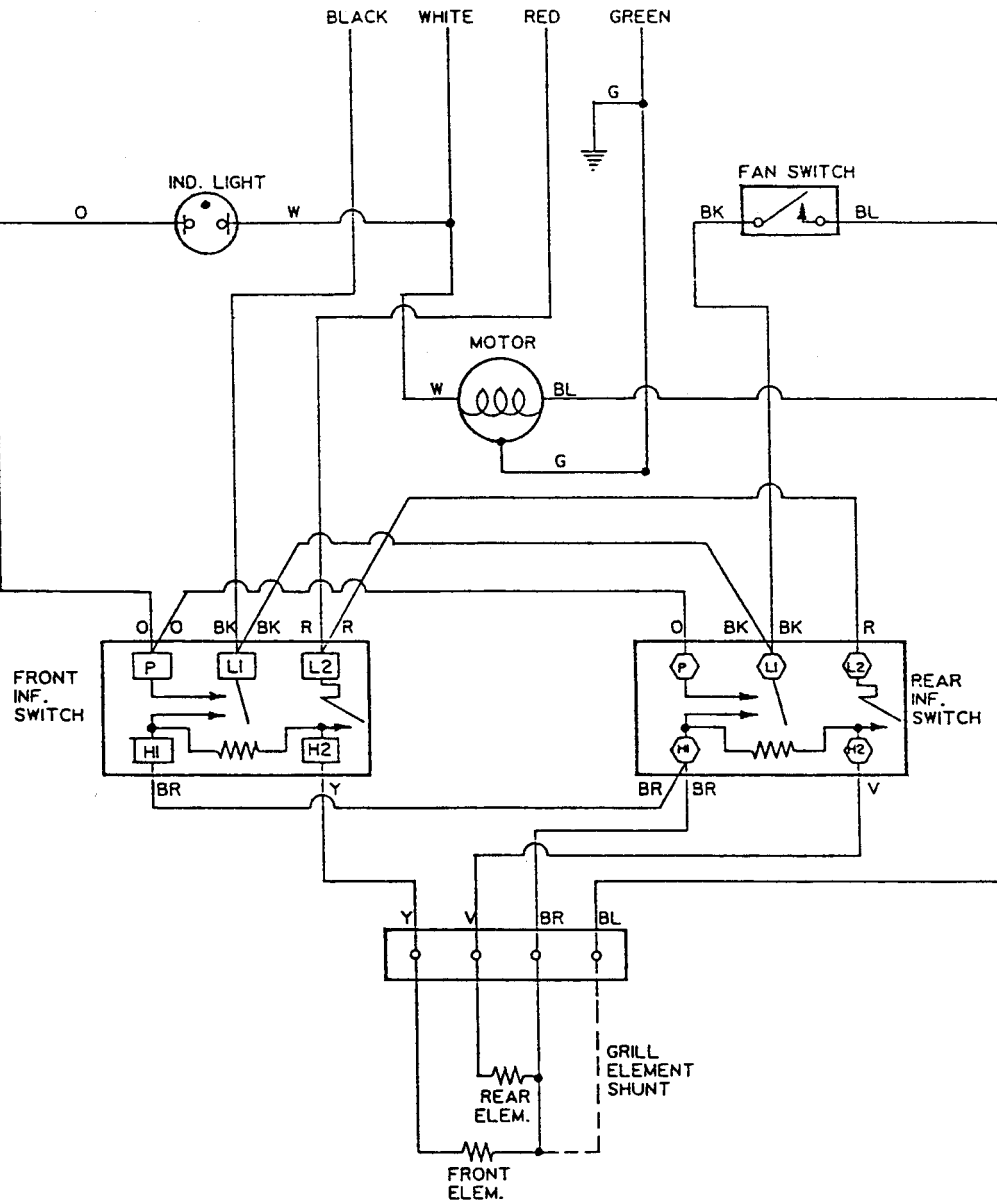 BLACK WHITE RED GREEN
G
IND. LIGHT
FAN SWITCH
O W BK BL
MOTOR
W BL
G
O O BK BK R R O BK BK R
FRONT
INF.
SWITCH
P L1 L2
H1 H2
P L1 L2
H1 H2
REAR
INF.
SWITCH
BR Y BR BR V
Y V BR BL
GRILL
ELEMENT
SHUNT
REAR
ELEM.
FRONT
ELEM.